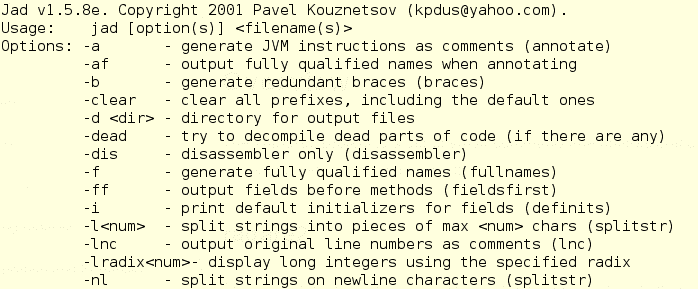 Jad v1.5.8e. Copyright 2001 Pavel Kouznetsov (kpdus@yahoo.com).
Usage:    jad [option(s)] <filename(s)>
Options: -a       - generate JVM instructions as comments (annotate)
         -af      - output fully qualified names when annotating
         -b       - generate redundant braces (braces)
         -clear   - clear all prefixes, including the default ones
         -d <dir> - directory for output files
         -dead    - try to decompile dead parts of code (if there are any)
         -dis     - disassembler only (disassembler)
         -f       - generate fully qualified names (fullnames)
         -ff      - output fields before methods (fieldsfirst)
         -i       - print default initializers for fields (definits)
         -l<num>  - split strings into pieces of max <num> chars (splitstr)
         -lnc     - output original line numbers as comments (lnc)
         -lradix<num>- display long integers using the specified radix
         -nl      - split strings on newline characters (splitstr)